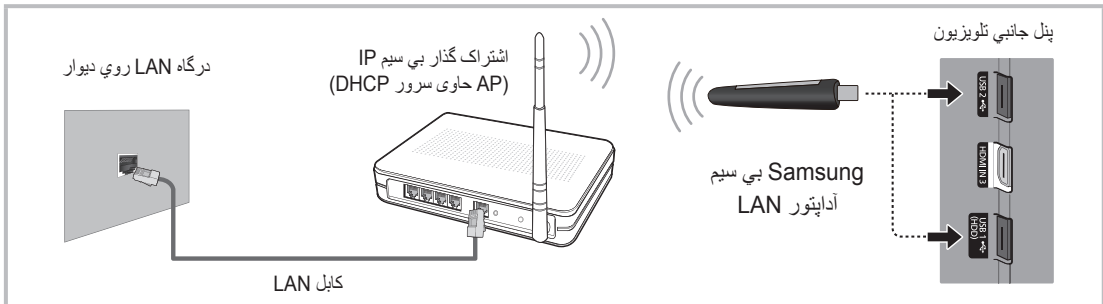 پنل جانبي تلويزيون
USB 2
HDMI IN 3
USB 1
(HDD)
Samsung بي سيم
آداپتور LAN
اشتراک گذار بي سيم IP
(AP حاوی سرور DHCP)
درگاه LAN روي ديوار
کابل LAN